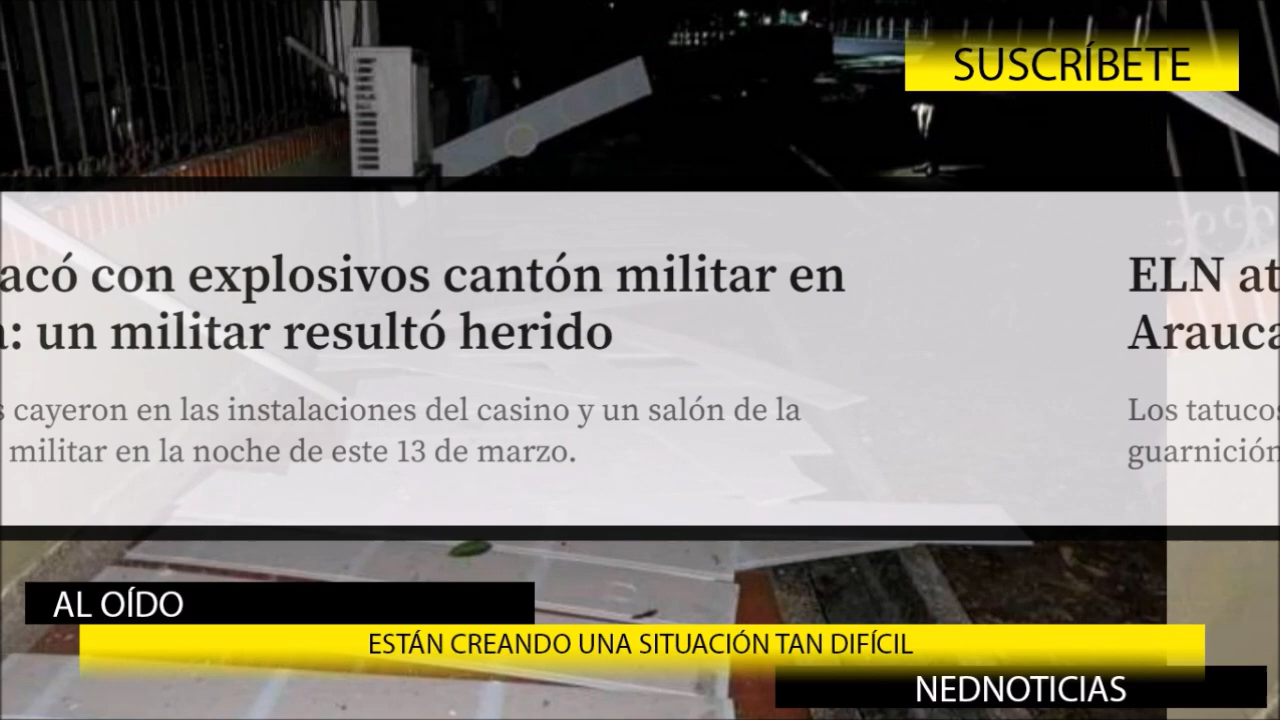 SUSCRÍBETE
acó con explosivos cantón militar en
: un militar resultó herido
cayeron en las instalaciones del casino y un salón de la
militar en la noche de este 13 de marzo.
ELN at
Arauca
Los tatucos
guarnición
AL OÍDO
ESTÁN CREANDO UNA SITUACIÓN TAN DIFÍCIL
NEDNOTICIAS